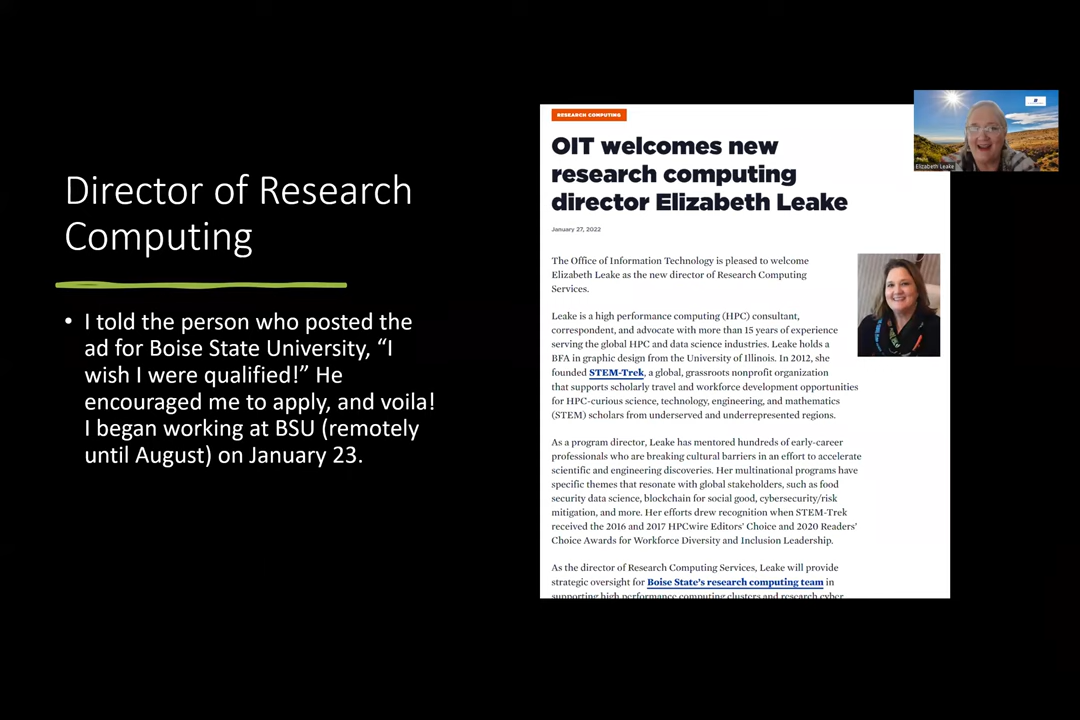 Director of Research
Computing
• I told the person who posted the
ad for Boise State University, “I
wish I were qualified!” He
encouraged me to apply, and voila!
I began working at BSU (remotely
until August) on January 23.
RESEARCH COMPUTING
OIT welcomes new
research computing
director Elizabeth Leake
January 27, 2022
The Office of Information Technology is pleased to welcome
Elizabeth Leake as the new director of Research Computing
Services.
Leake is a high performance computing (HPC) consultant,
correspondent, and advocate with more than 15 years of experience
serving the global HPC and data science industries. Leake holds a
BFA in graphic design from the University of Illinois. In 2012, she
founded STEM-Trek, a global, grassroots nonprofit organization
that supports scholarly travel and workforce development opportunities
for HPC-curious science, technology, engineering, and mathematics
(STEM) scholars from underserved and underrepresented regions.
As a program director, Leake has mentored hundreds of early-career
professionals who are breaking cultural barriers in an effort to accelerate
scientific and engineering discoveries. Her multinational programs have
specific themes that resonate with global stakeholders, such as food
security data science, blockchain for social good, cybersecurity/risk
mitigation, and more. Her efforts drew recognition when STEM-Trek
received the 2016 and 2017 HPCwire Editors’ Choice and 2020 Readers’
Choice Awards for Workforce Diversity and Inclusion Leadership.
As the director of Research Computing Services, Leake will provide
strategic oversight for Boise State’s research computing team in
supporting high performance computing clusters and research cyber
Elizabeth Leake